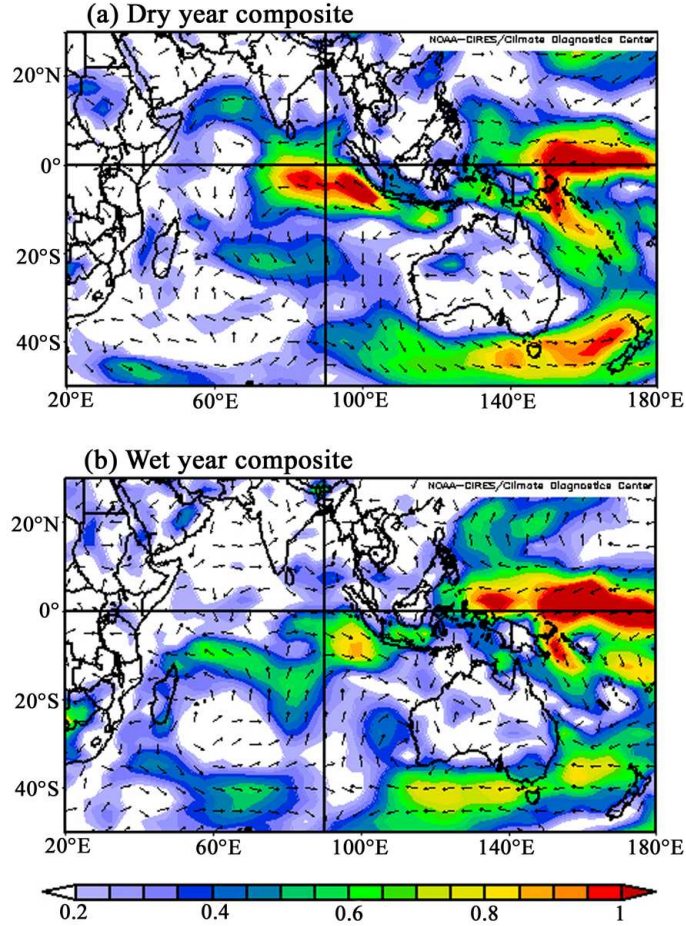 (a) Dry year composite
NOAA-CIRES/Climate Diagnostics Center
20°N
0°
20°S
40°S
20°E 60°E 100°E 140°E 180°E
(b) Wet year composite
NOAA-CIRES/Climate Diagnostics Center
20°N
0°
20°S
40°S
20°E 60°E 100°E 140°E 180°E
0.2 0.4 0.6 0.8 1